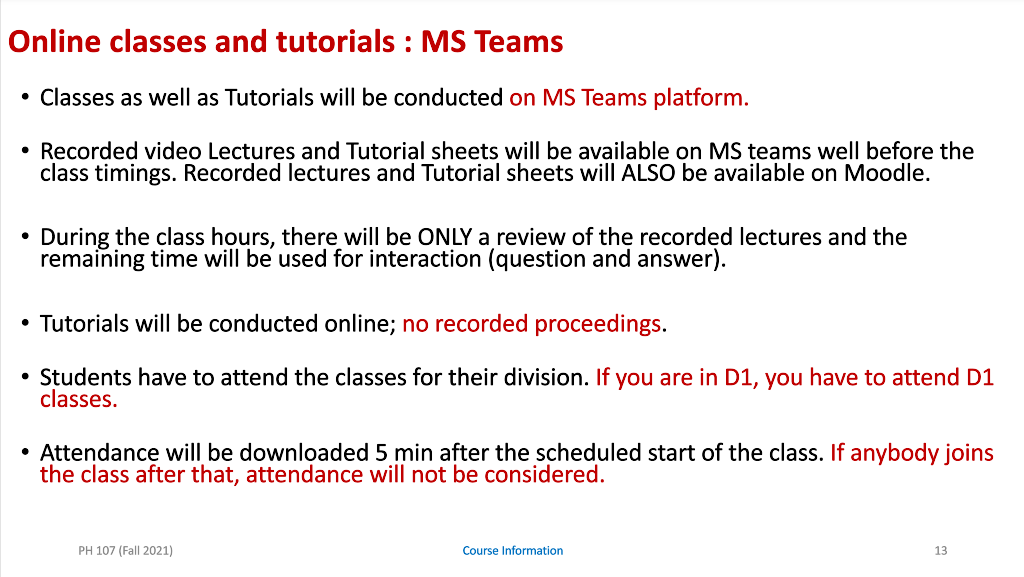 Online classes and tutorials : MS Teams
• Classes as well as Tutorials will be conducted on MS Teams platform.
• Recorded video Lectures and Tutorial sheets will be available on MS teams well before the
class timings. Recorded lectures and Tutorial sheets will ALSO be available on Moodle.
• During the class hours, there will be ONLY a review of the recorded lectures and the
remaining time will be used for interaction (question and answer).
• Tutorials will be conducted online; no recorded proceedings.
• Students have to attend the classes for their division. If you are in D1, you have to attend D1
classes.
• Attendance will be downloaded 5 min after the scheduled start of the class. If anybody joins
the class after that, attendance will not be considered.
PH 107 (Fall 2021)
Course Information
13